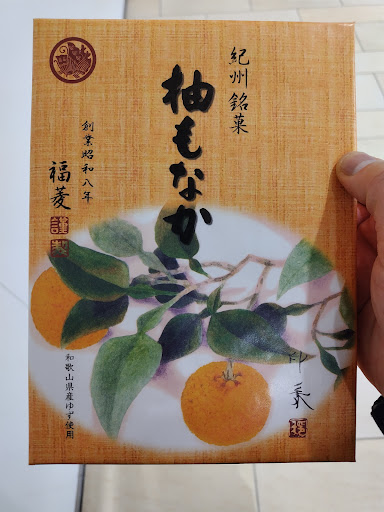 紀州銘菓
柚もなか
創業昭和八年
福菱
謹製
和歌山県産ゆず使用